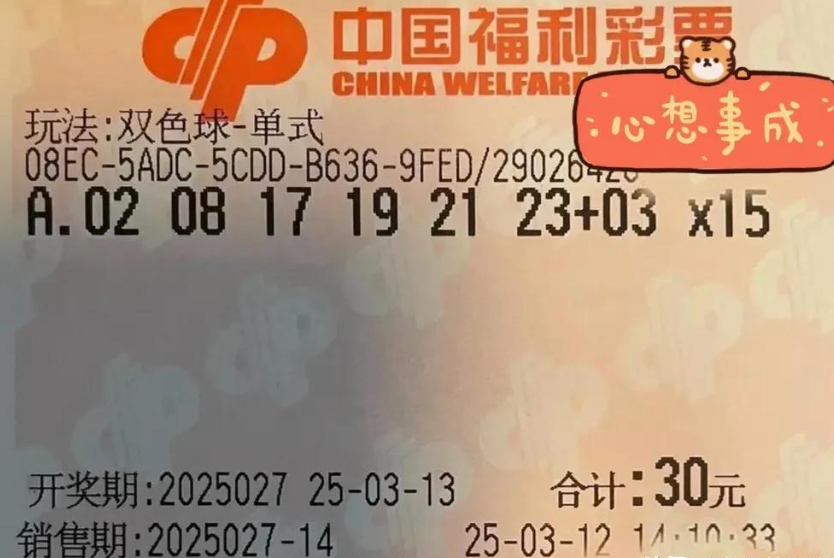 中国福利彩票
CHINA WELFARE
心想事成
玩法:双色球-单式
08EC-5ADC-5CDD-B636-9FED/290264
A.02 08 17 19 21 23+03 x15
开奖期:2025027 25-03-13 合计:30元
销售期:2025027-14 25-03-12 14:10:33